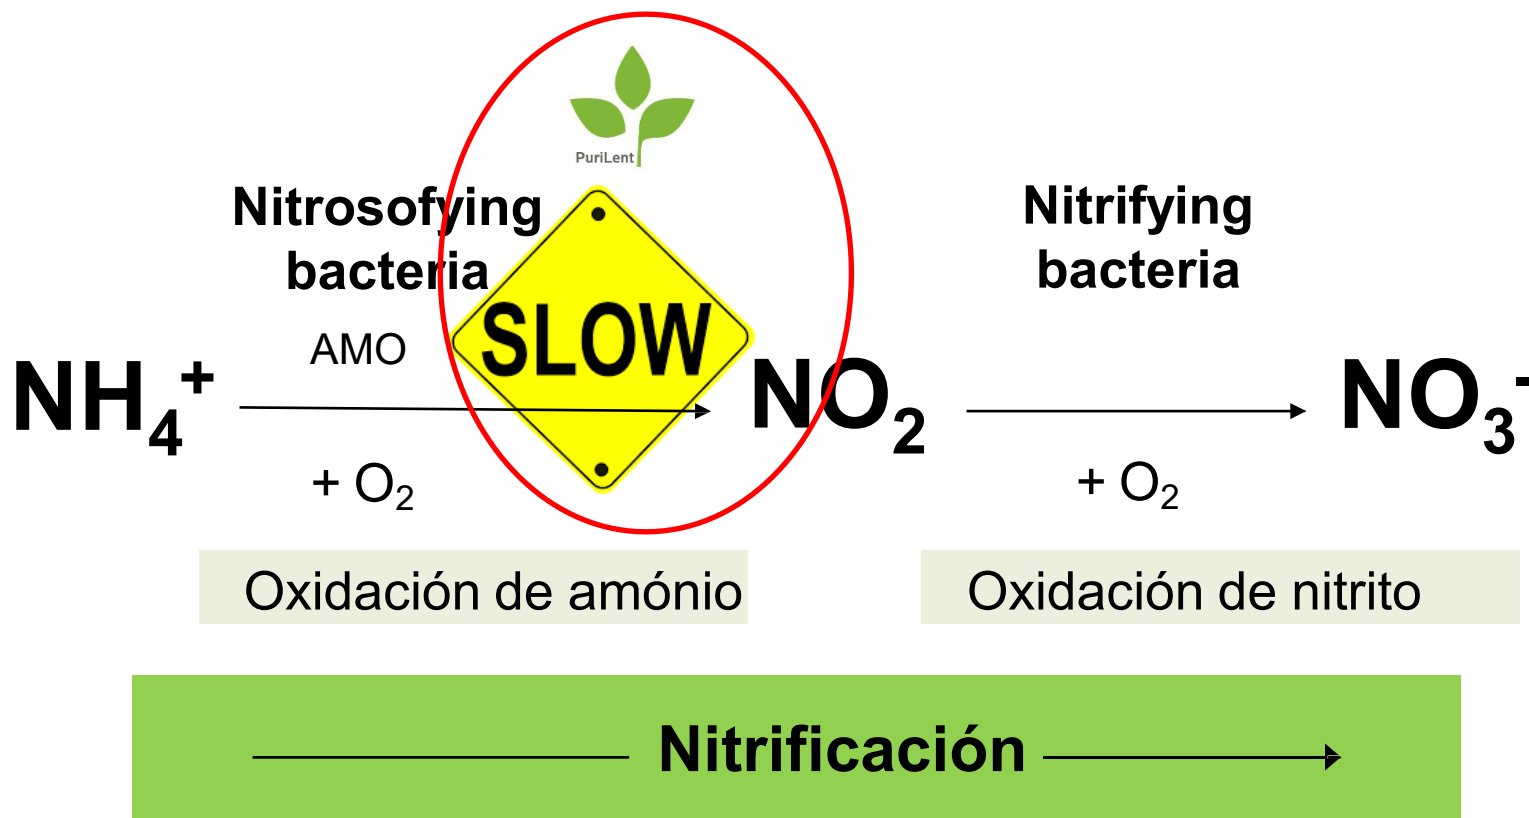 PuriLent
Nitrosofying
bacteria
AMO
SLOW
Nitrifying
bacteria
NH₄⁺
NO₂
NO₃⁻
+ O₂
+ O₂
Oxidación de amónio
Oxidación de nitrito
Nitrificación